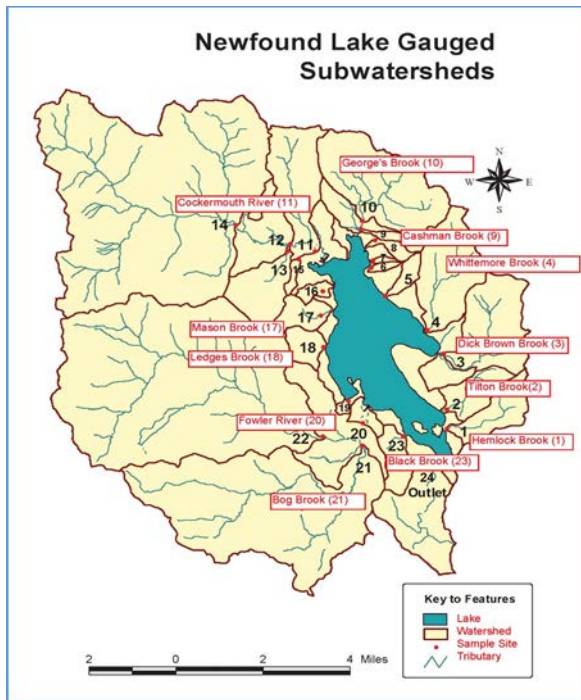 Newfound Lake Gauged
Subwatersheds
George's Brook (10)
N
W E
S
Cockermouth River (11)
10
14
12 11
9
8
Cashman Brook (9)
13 15
7
6
Whittemore Brook (4)
5
16
17
4
Mason Brook (17)
Dick Brown Brook (3)
18
3
Ledges Brook (18)
Tilton Brook(2)
19
2
Fowler River (20)
20
1
22
23
Hemlock Brook (1)
21
Black Brook (23)
24
Outlet
Bog Brook (21)
Key to Features
Lake
Watershed
Sample Site
Tributary
2 0 2 4 Miles